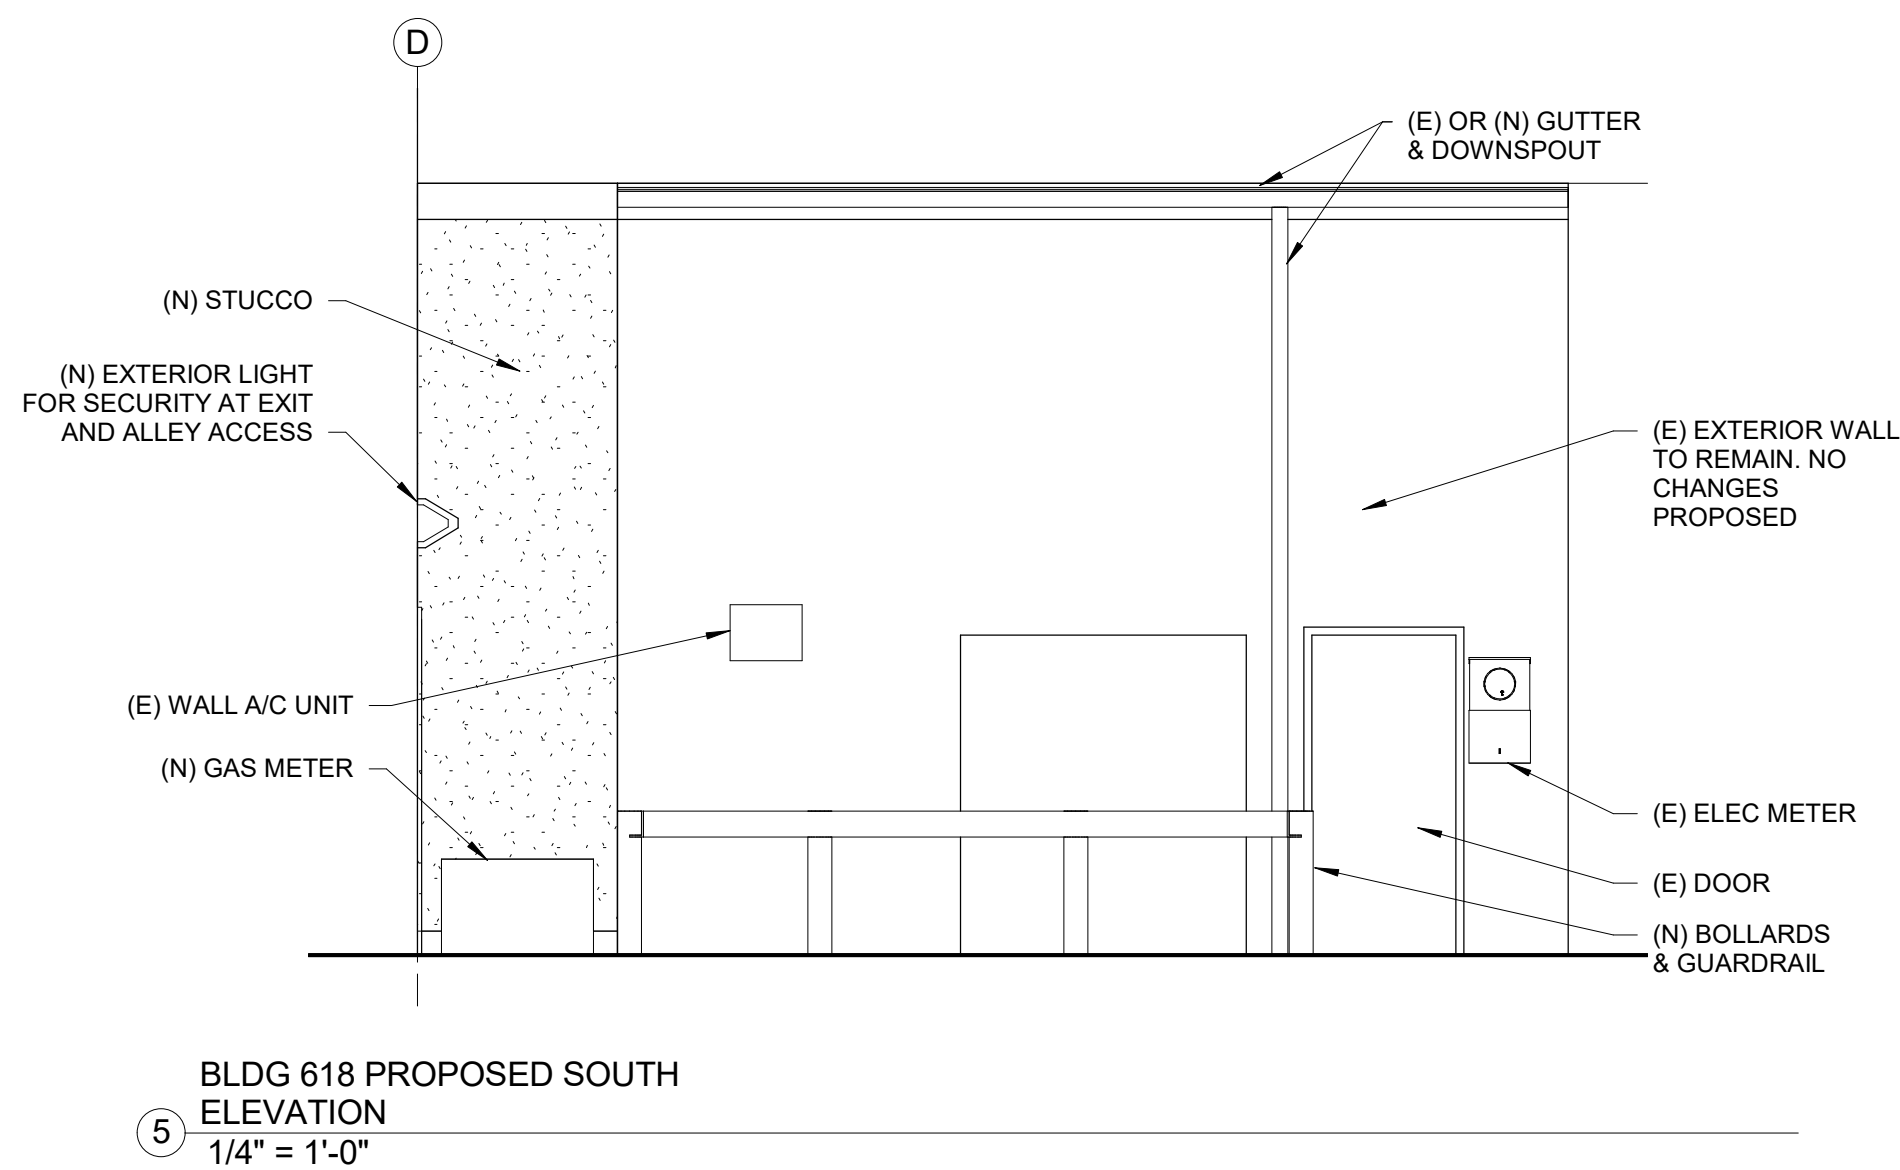 D
(E) OR (N) GUTTER
& DOWNSPOUT
(N) STUCCO
(N) EXTERIOR LIGHT
FOR SECURITY AT EXIT
AND ALLEY ACCESS
(E) EXTERIOR WALL
TO REMAIN. NO
CHANGES
PROPOSED
(E) WALL A/C UNIT
(N) GAS METER
(E) ELEC METER
(E) DOOR
(N) BOLLARDS
& GUARDRAIL
BLDG 618 PROPOSED SOUTH
ELEVATION
5
1/4" = 1'-0"